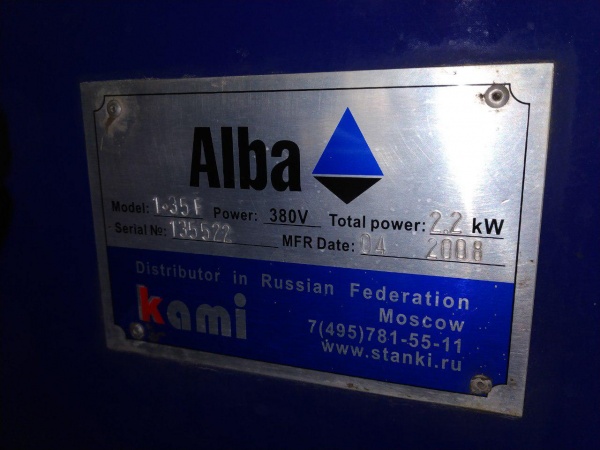 Alba
Model: 1-35F Power: 380V Total power: 2.2 kW
Serial №: 135522 MFR Date: 04 2008
Distributor in Russian Federation
kami
Moscow
7(495)781-55-11
www.stanki.ru